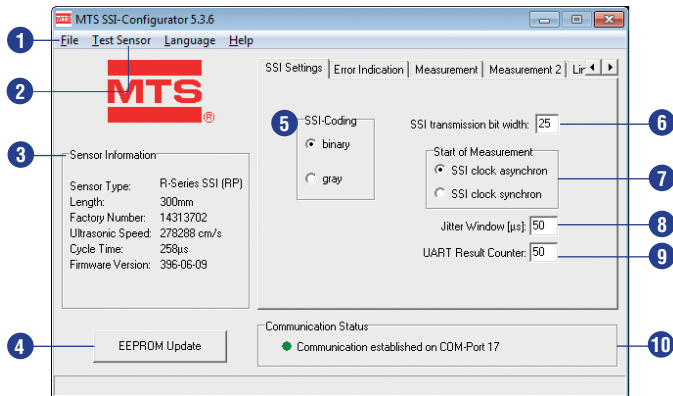 MTS SSI-Configurator 5.3.6
1 File Test Sensor Language Help
2
MTS
®
SSI Settings Error Indication Measurement Measurement 2
5 SSI-Coding
binary
gray
SSI transmission bit width: 25 6
Start of Measurement
SSI clock asynchron
SSI clock synchron
7
Jitter Window [µs]: 50 8
UART Result Counter: 50 9
3 Sensor Information
Sensor Type: R-Series SSI (RP)
Length: 300mm
Factory Number: 14313702
Ultrasonic Speed: 278288 cm/s
Cycle Time: 258µs
Firmware Version: 396-06-09
4 EEPROM Update
Communication Status
Communication established on COM-Port 17 10